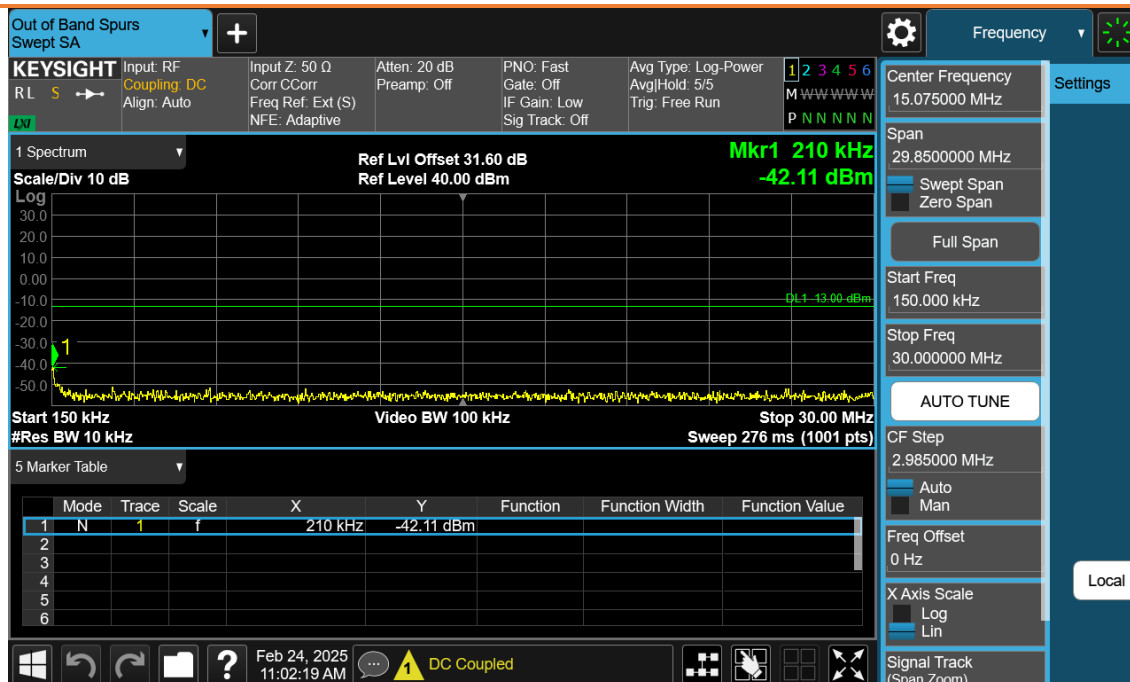 Out of Band Spurs
Swept SA
Frequency
KEYSIGHT
RL S
LXI
Input: RF
Coupling: DC
Align: Auto
Input Z: 50 Ω
Corr CCorr
Freq Ref: Ext (S)
NFE: Adaptive
Atten: 20 dB
Preamp: Off
PNO: Fast
Gate: Off
IF Gain: Low
Sig Track: Off
Avg Type: Log-Power
Avg|Hold: 5/5
Trig: Free Run
1 2 3 4 5 6
M W W W W W
P N N N N N
1 Spectrum
Scale/Div 10 dB
Ref Lvl Offset 31.60 dB
Ref Level 40.00 dBm
Mkr1 210 kHz
-42.11 dBm
Log
30.0
20.0
10.0
0.00
-10.0
DL1 -13.00 dBm
-20.0
-30.0
1
-40.0
-50.0
Start 150 kHz
Video BW 100 kHz
Stop 30.00 MHz
#Res BW 10 kHz
Sweep 276 ms (1001 pts)
5 Marker Table
Mode Trace Scale X Y Function Function Width Function Value
1 N 1 f 210 kHz -42.11 dBm
2
3
4
5
6
Feb 24, 2025
11:02:19 AM
1
DC Coupled
?
Center Frequency
15.075000 MHz
Span
29.8500000 MHz
Swept Span
Zero Span
Full Span
Start Freq
150.000 kHz
Stop Freq
30.000000 MHz
AUTO TUNE
CF Step
2.985000 MHz
Auto
Man
Freq Offset
0 Hz
X Axis Scale
Log
Lin
Signal Track
(Span Zoom)
Settings
Local